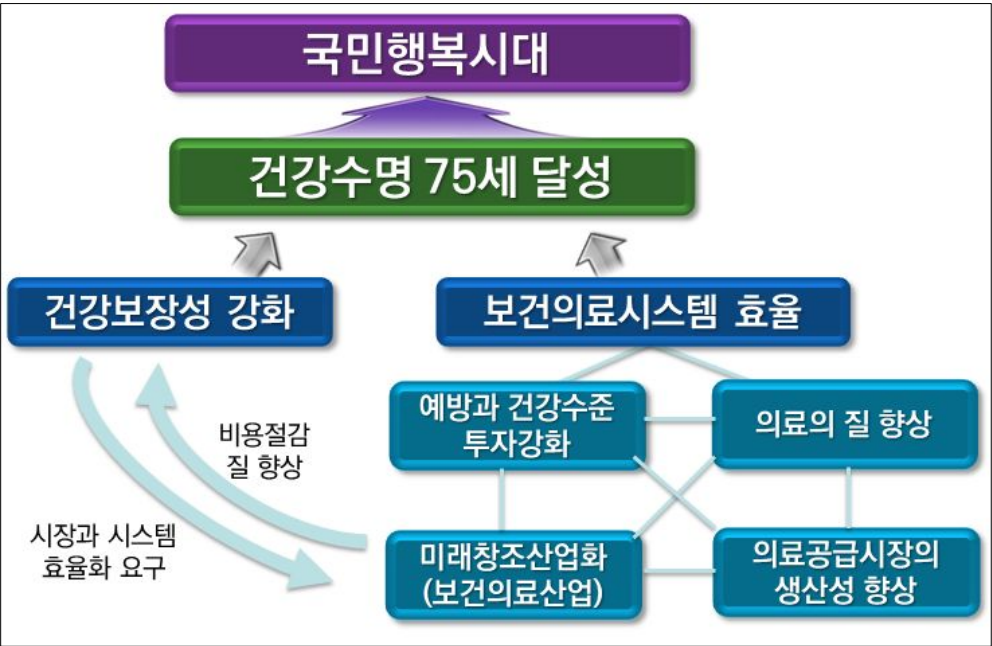 국민행복시대
건강수명 75세 달성
건강보장성 강화
보건의료시스템 효율
예방과 건강수준
투자강화
의료의 질 향상
비용절감
질 향상
시장과 시스템
효율화 요구
미래창조산업화
(보건의료산업)
의료공급시장의
생산성 향상